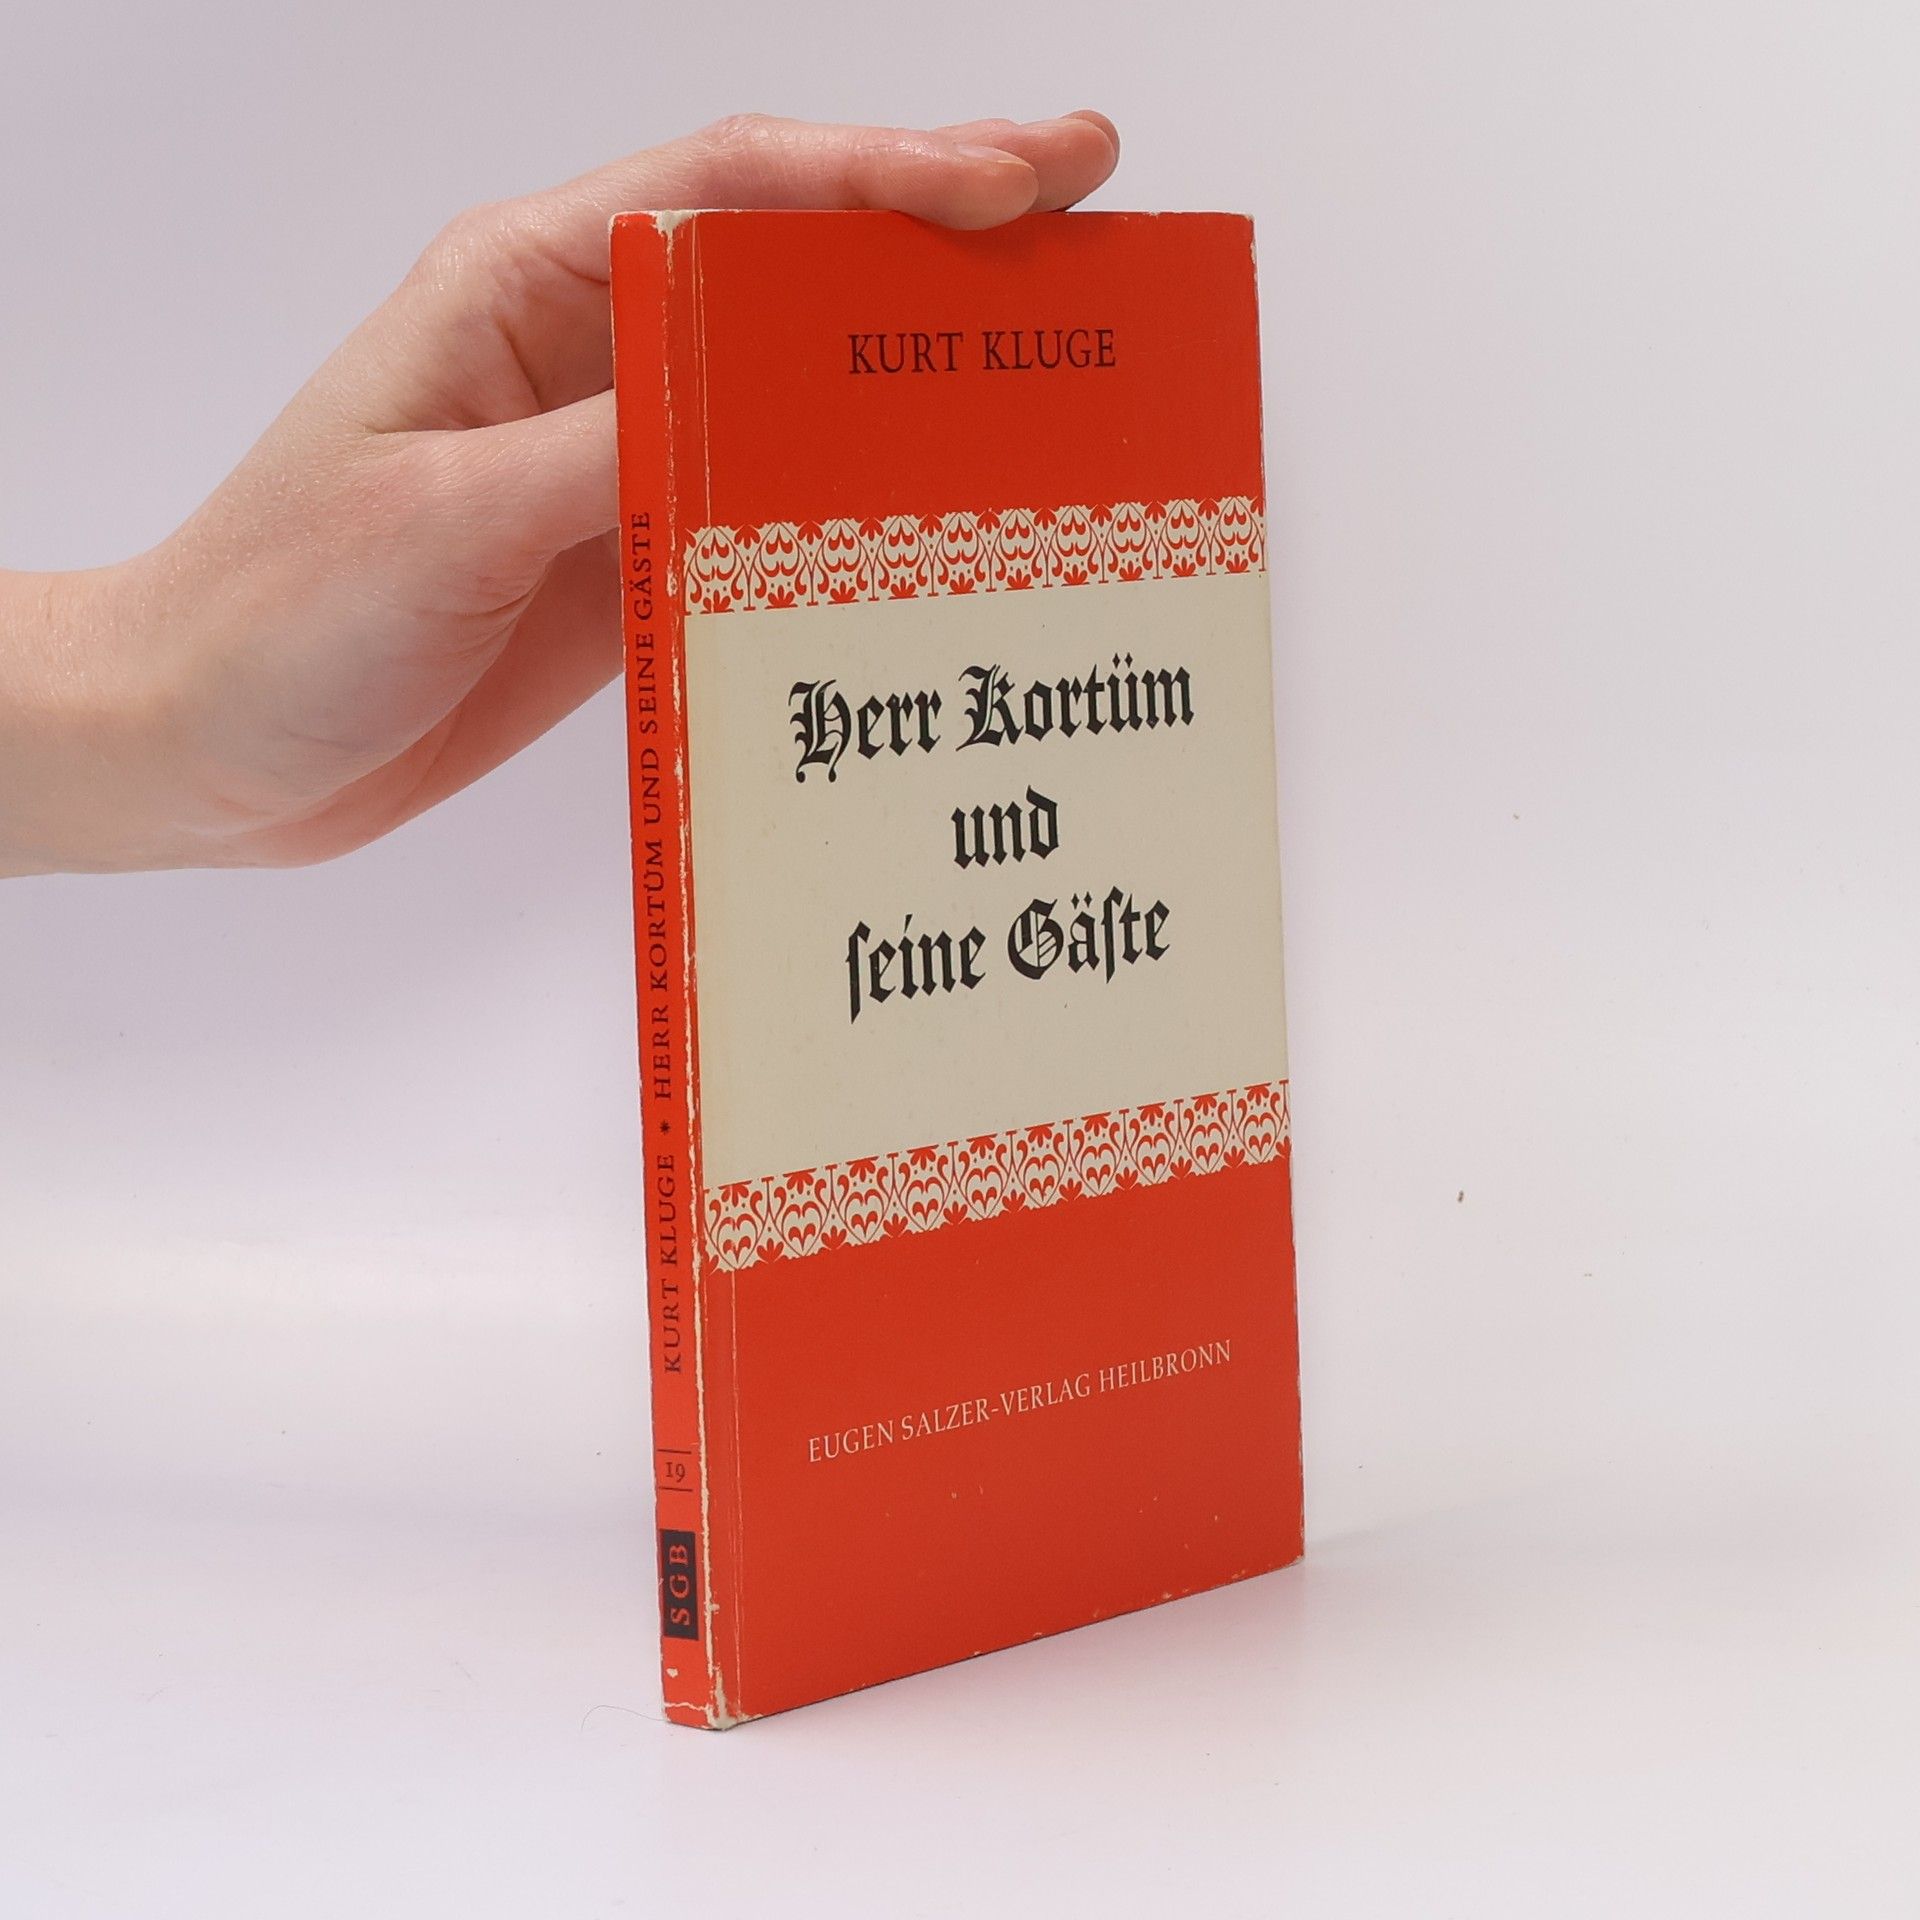 KURT KLUGE
Herr Kortüm
und
ſeine Gäſte
EUGEN SALZER-VERLAG HEILBRONN
KURT KLUGE * HERR KORTÜM UND SEINE GÄSTE
19
SGB